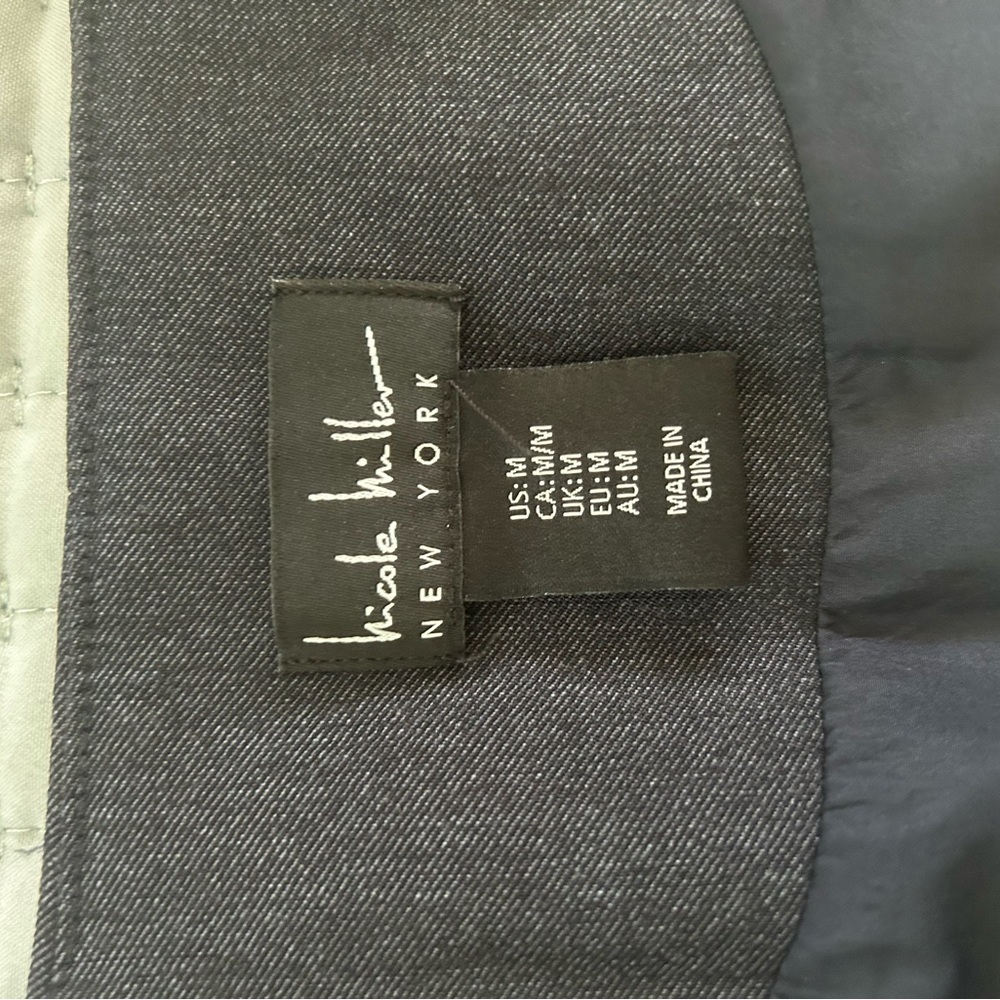 Nicole Miller
NEW YORK
US: M
CA: M/M
UK: M
EU: M
AU: M
MADE IN
CHINA